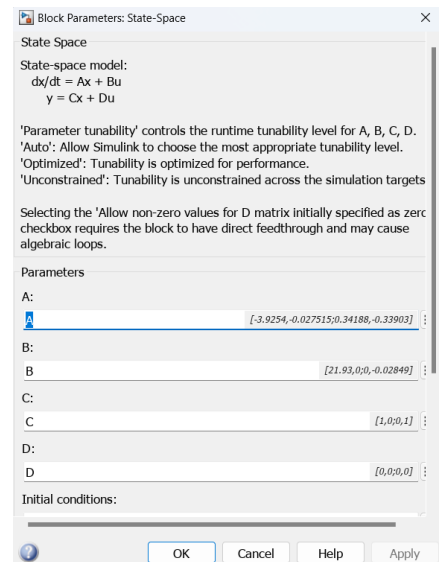 Block Parameters: State-Space
State Space
State-space model:
dx/dt = Ax + Bu
y = Cx + Du
'Parameter tunability' controls the runtime tunability level for A, B, C, D.
'Auto': Allow Simulink to choose the most appropriate tunability level.
'Optimized': Tunability is optimized for performance.
'Unconstrained': Tunability is unconstrained across the simulation targets
Selecting the 'Allow non-zero values for D matrix initially specified as zero
checkbox requires the block to have direct feedthrough and may cause
algebraic loops.
Parameters
A:
A [-3.9254,-0.027515;0.34188,-0.33903]
B:
B [21.93,0;0,-0.02849]
C:
C [1,0;0,1]
D:
D [0,0;0,0]
Initial conditions:
OK Cancel Help Apply